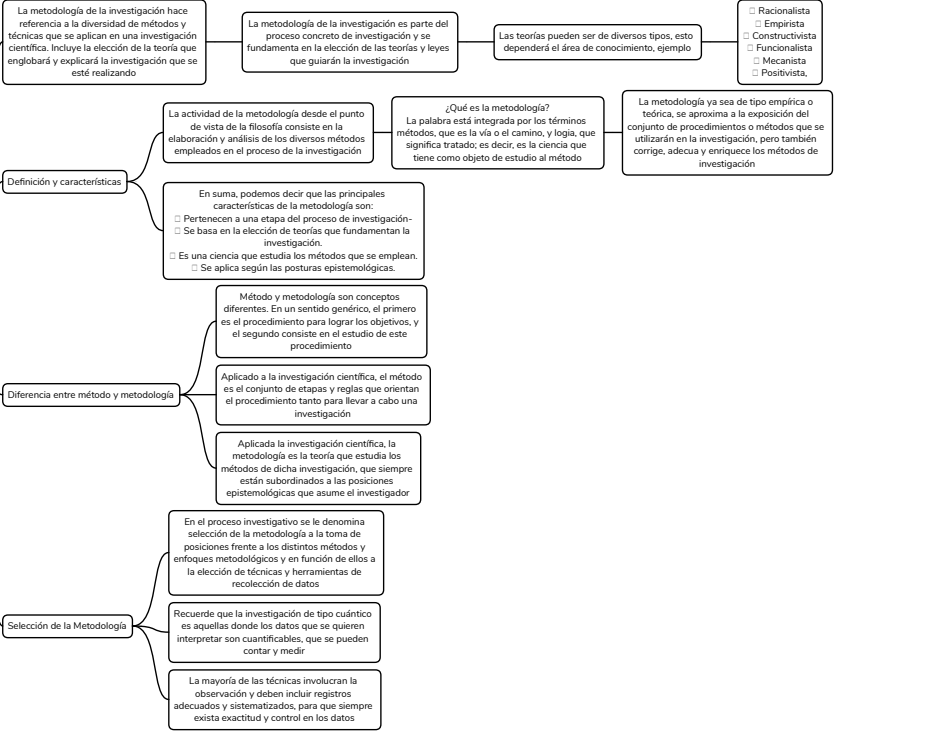 La metodología de la investigación hace
referencia a la diversidad de métodos y
técnicas que se aplican en una investigación
científica. Incluye la elección de la teoría que
englobará y explicará la investigación que se
esté realizando
La metodología de la investigación es parte del
proceso concreto de investigación y se
fundamenta en la elección de las teorías y leyes
que guiarán la investigación
Las teorías pueden ser de diversos tipos, esto
dependerá el área de conocimiento, ejemplo
Racionalista
Empirista
Constructivista
Funcionalista
Mecanista
Positivista,
Definición y características
La actividad de la metodología desde el punto
de vista de la filosofía consiste en la
elaboración y análisis de los diversos métodos
empleados en el proceso de la investigación
¿Qué es la metodología?
La palabra está integrada por los términos
métodos, que es la vía o el camino, y logia, que
significa tratado; es decir, es la ciencia que
tiene como objeto de estudio al método
La metodología ya sea de tipo empírica o
teórica, se aproxima a la exposición del
conjunto de procedimientos o métodos que se
utilizarán en la investigación, pero también
corrige, adecua y enriquece los métodos de
investigación
En suma, podemos decir que las principales
características de la metodología son:
Pertenecen a una etapa del proceso de investigación-
Se basa en la elección de teorías que fundamentan la
investigación.
Es una ciencia que estudia los métodos que se emplean.
Se aplica según las posturas epistemológicas.
Diferencia entre método y metodología
Método y metodología son conceptos
diferentes. En un sentido genérico, el primero
es el procedimiento para lograr los objetivos, y
el segundo consiste en el estudio de este
procedimiento
Aplicado a la investigación científica, el método
es el conjunto de etapas y reglas que orientan
el procedimiento tanto para llevar a cabo una
investigación
Aplicada la investigación científica, la
metodología es la teoría que estudia los
métodos de dicha investigación, que siempre
están subordinados a las posiciones
epistemológicas que asume el investigador
Selección de la Metodología
En el proceso investigativo se le denomina
selección de la metodología a la toma de
posiciones frente a los distintos métodos y
enfoques metodológicos y en función de ellos a
la elección de técnicas y herramientas de
recolección de datos
Recuerde que la investigación de tipo cuántico
es aquellas donde los datos que se quieren
interpretar son cuantificables, que se pueden
contar y medir
La mayoría de las técnicas involucran la
observación y deben incluir registros
adecuados y sistematizados, para que siempre
exista exactitud y control en los datos